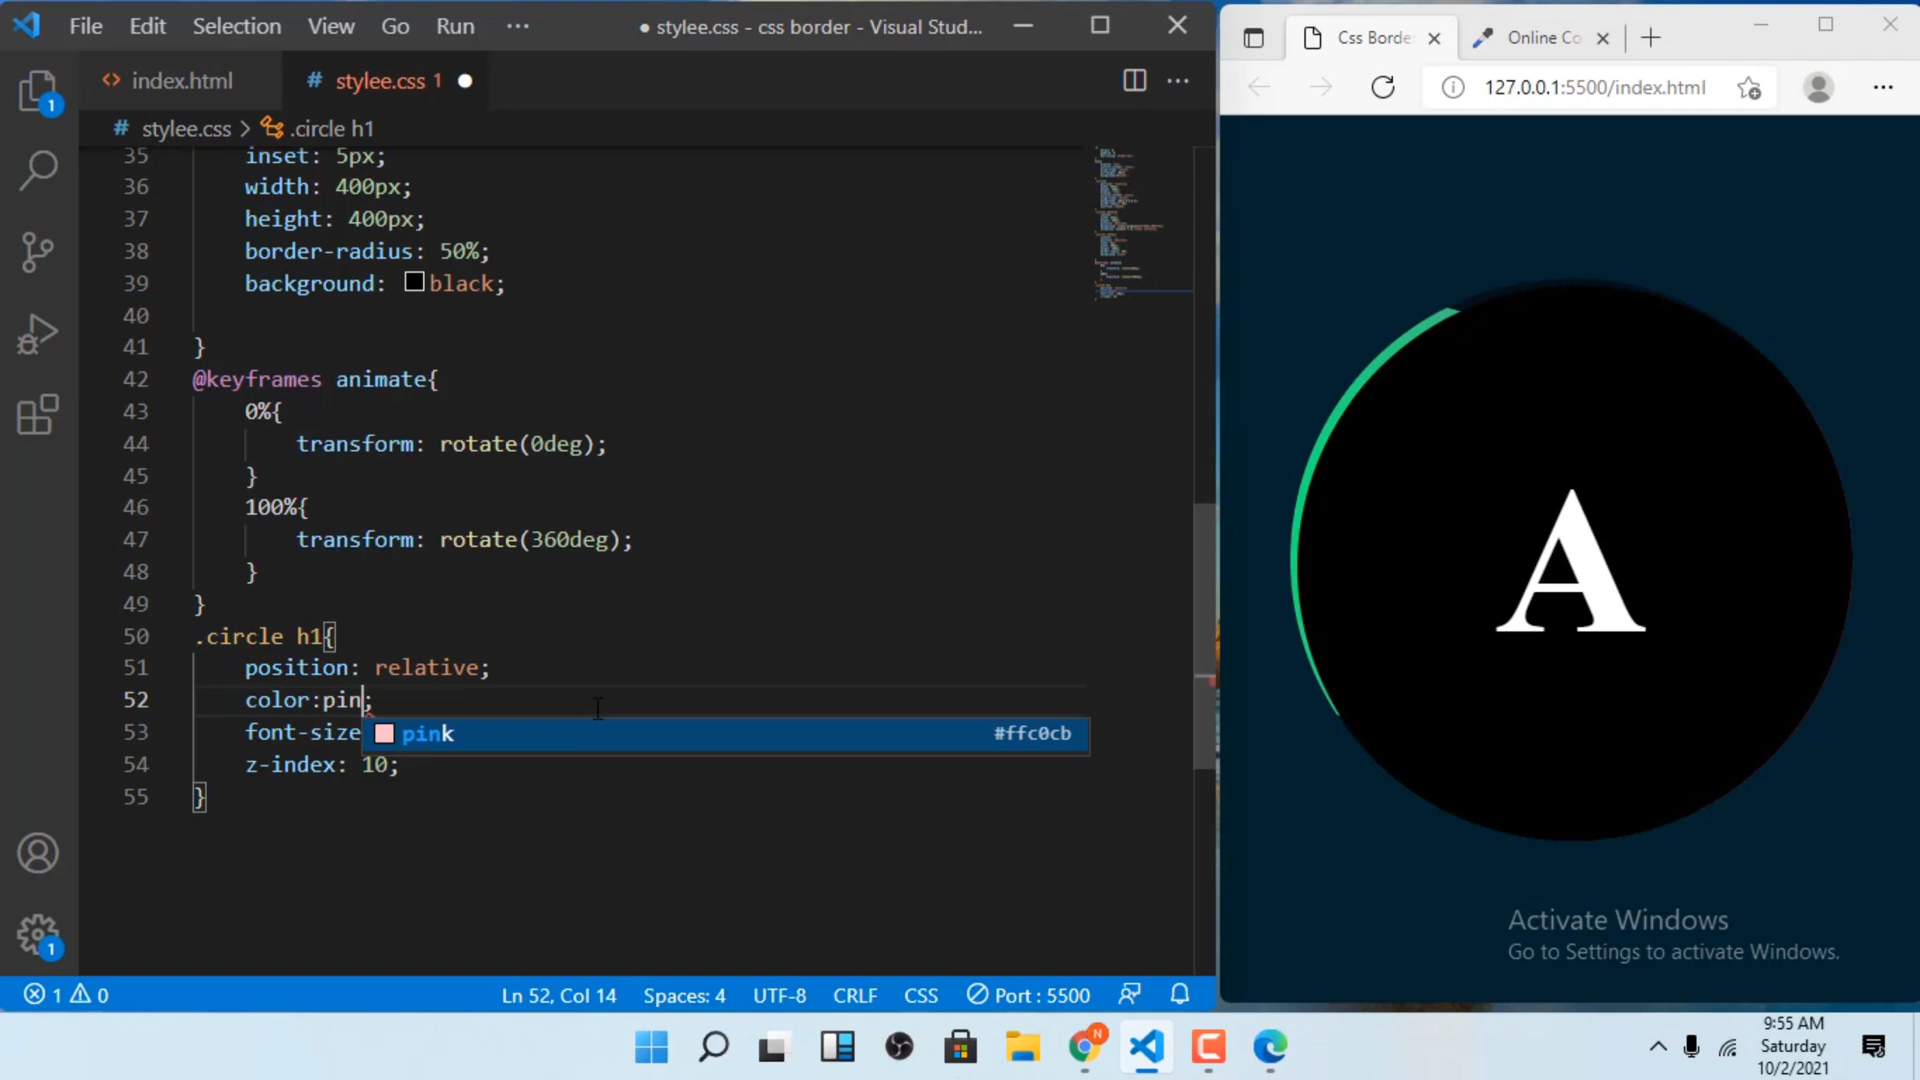 File Edit Selection View Go Run ··· ● stylee.css - css border - Visual Stud...
<> index.html # stylee.css 1 ●
# stylee.css > .circle h1
35 inset: 5px;
36 width: 400px;
37 height: 400px;
38 border-radius: 50%;
39 background: black;
40
41 }
42 @keyframes animate{
43 0%{
44 transform: rotate(0deg);
45 }
46 100%{
47 transform: rotate(360deg);
48 }
49 }
50 .circle h1{
51 position: relative;
52 color:pin;
53 font-size
pink #ffc0cb
54 z-index: 10;
55 }
1
1
1 0 Ln 52, Col 14 Spaces: 4 UTF-8 CRLF CSS Port : 5500
Css Borde Online Co
127.0.0.1:5500/index.html
A
Activate Windows
Go to Settings to activate Windows.
N
9:55 AM
Saturday
10/2/2021